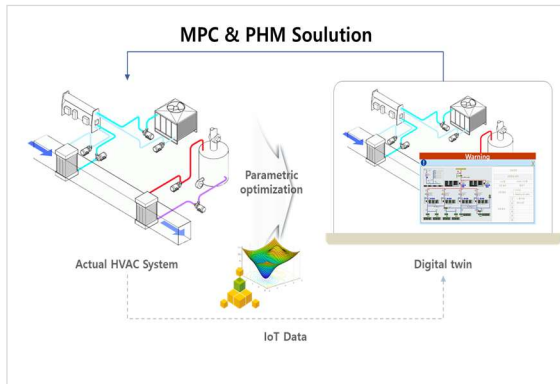 MPC & PHM Soulution
Warning
Parametric
optimization
Actual HVAC System
Digital twin
IoT Data